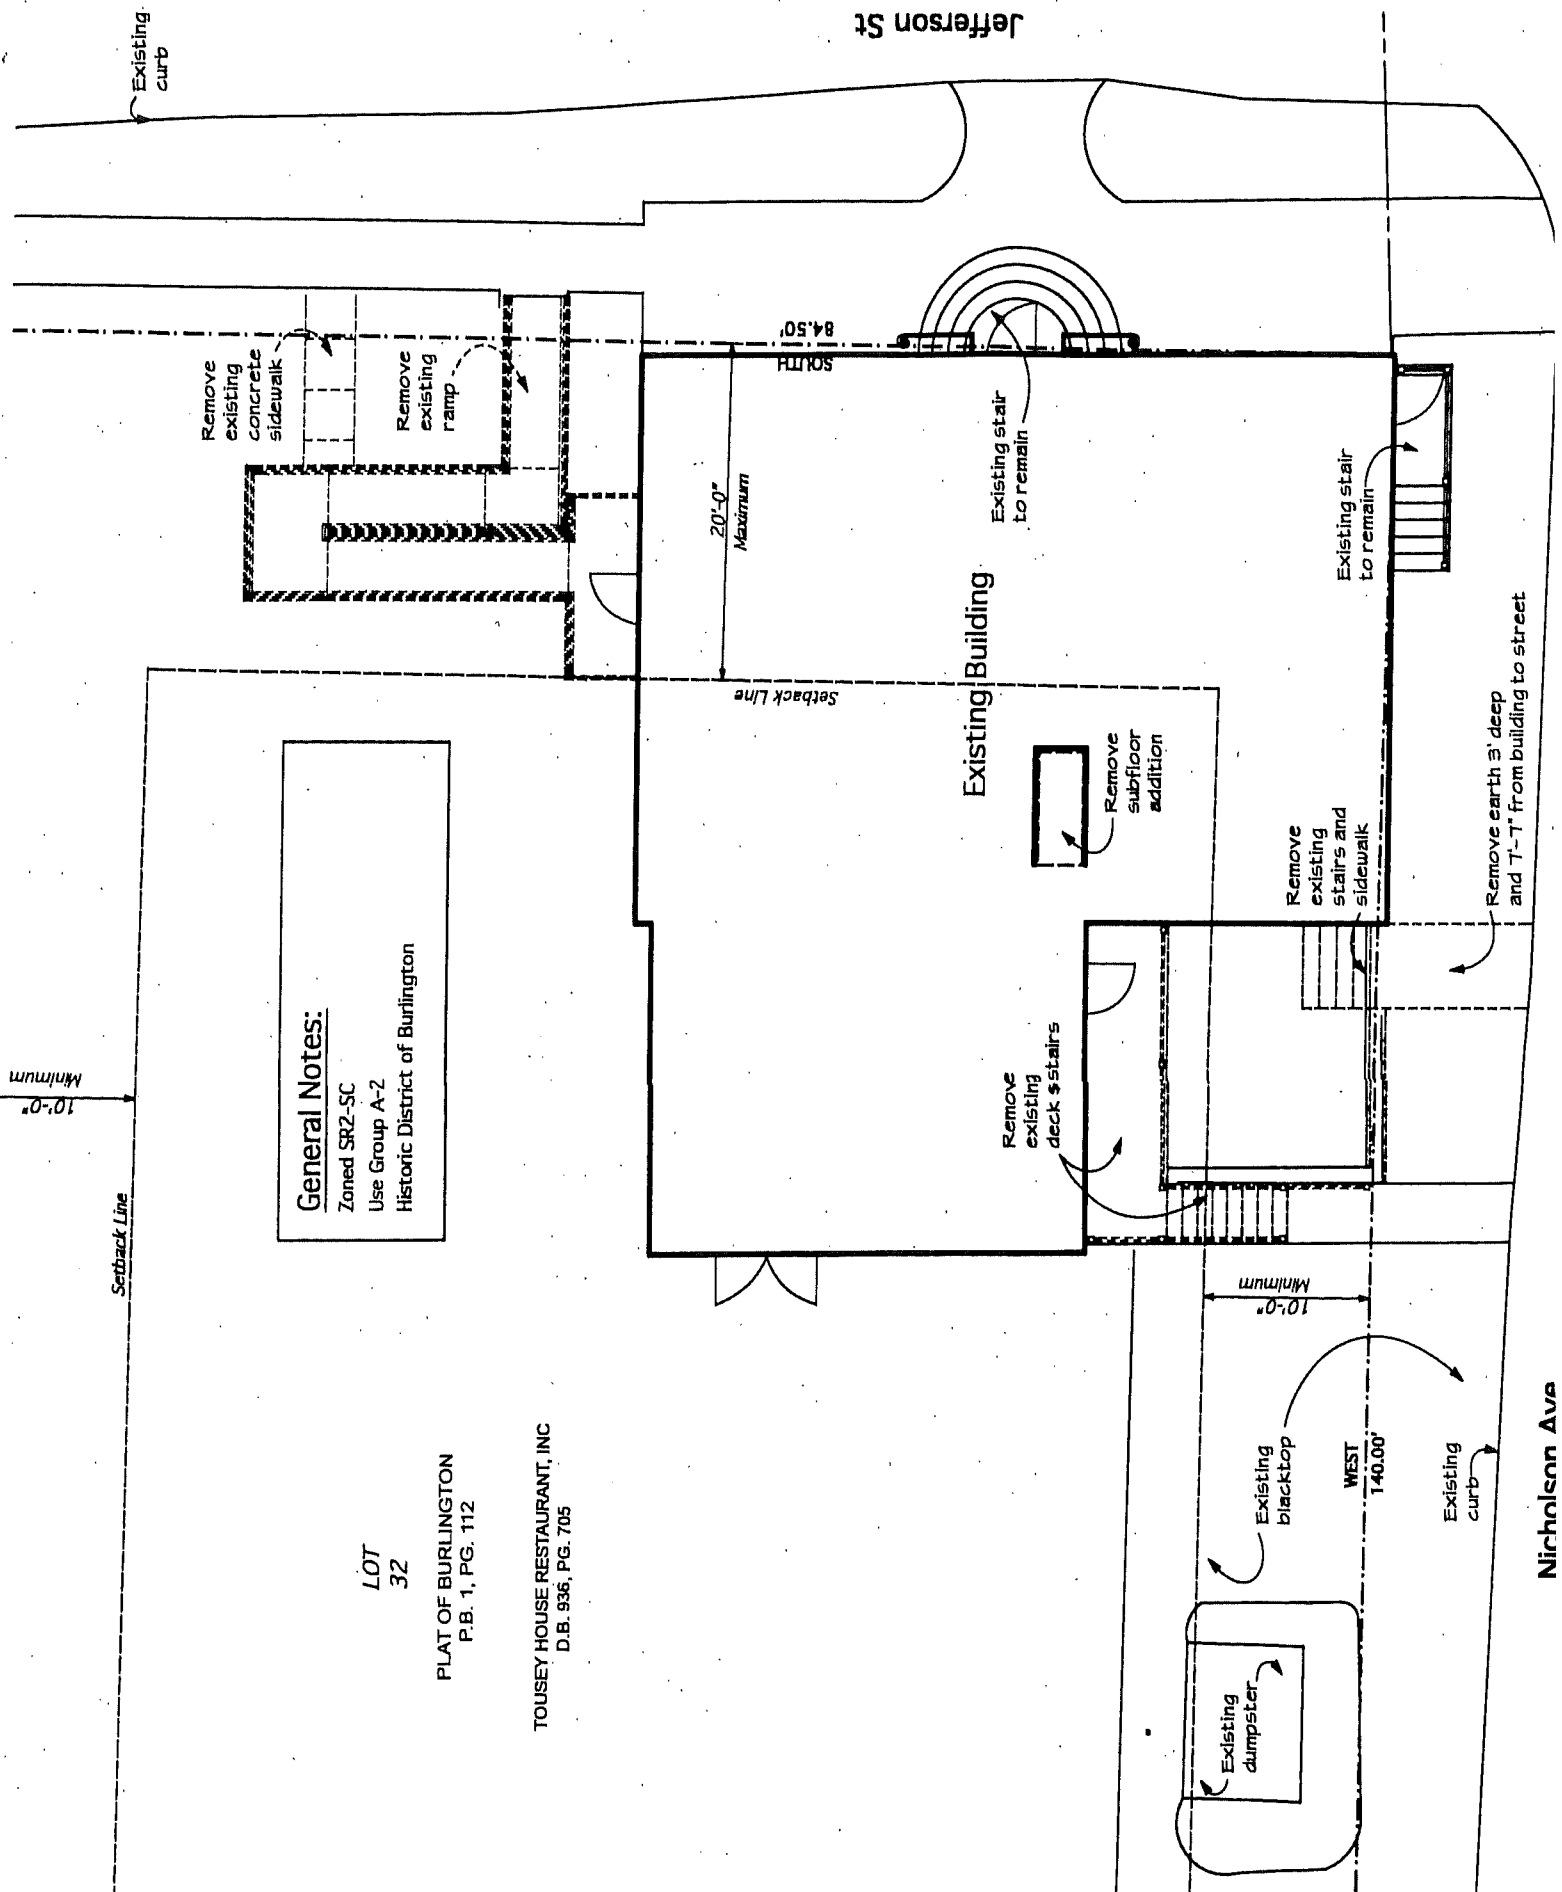 Jefferson St
Existing
curb
Remove
existing
concrete
sidewalk
Remove
existing
ramp
84.50'
SOUTH
20'-0"
Maximum
Existing stair
to remain
Existing stair
to remain
Setback Line
Existing Building
Remove
subfloor
addition
Remove
existing
stairs and
sidewalk
Remove earth 3' deep
and 7'-7" from building to street
10'-0"
Minimum
Setback Line
General Notes:
Zoned SR2-SC
Use Group A-2
Historic District of Burlington
Remove
existing
deck & stairs
10'-0"
Minimum
LOT
32
PLAT OF BURLINGTON
P.B. 1, PG. 112
TOUSEY HOUSE RESTAURANT, INC
D.B. 936, PG. 705
Existing
blacktop
WEST
140.00'
Existing
curb
Existing
dumpster
Nicholson Ave